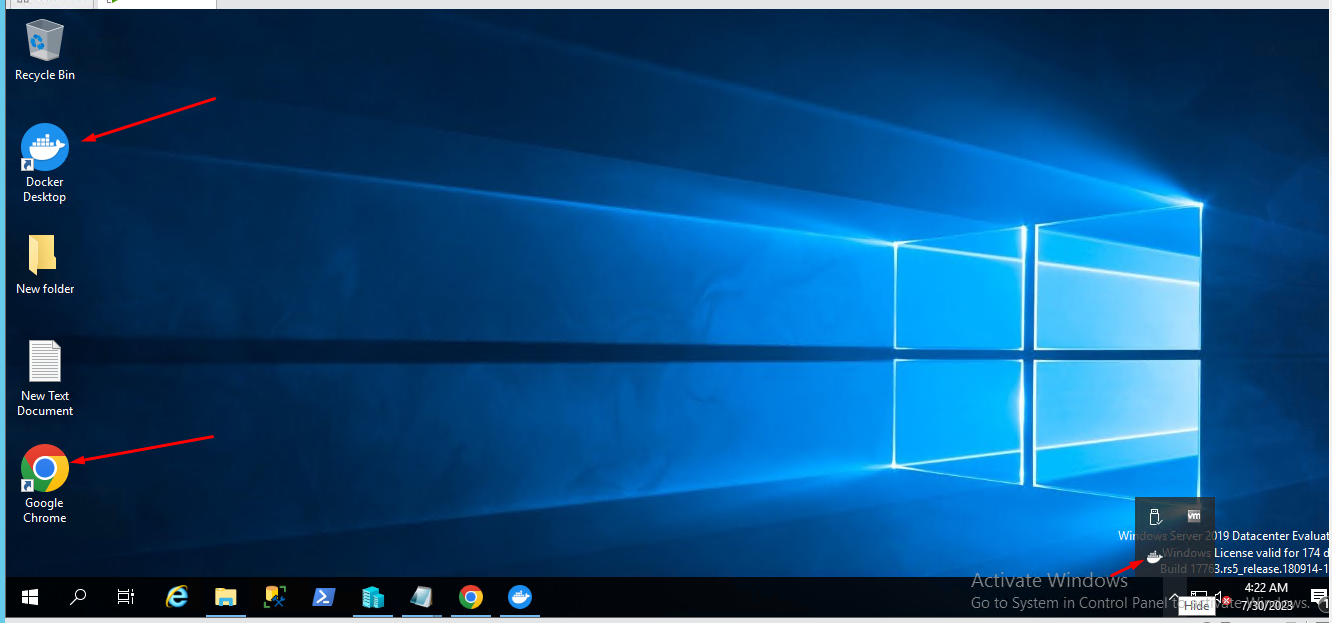 Recycle Bin
Docker
Desktop
New folder
New Text
Document
Google
Chrome
vm
Windows Server 2019 Datacenter Evaluat
Windows License valid for 174 d
Build 17763.rs5_release.180914-1
Activate Windows
Go to System in Control Panel to activate Windows.
4:22 AM
7/30/2023
Hide
1